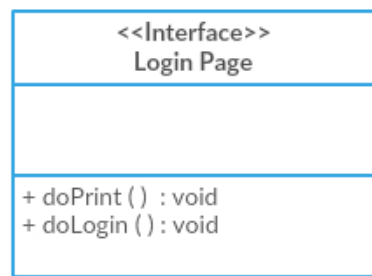 <<Interface>>
Login Page
+ doPrint ( )  : void
+ doLogin ( ) : void